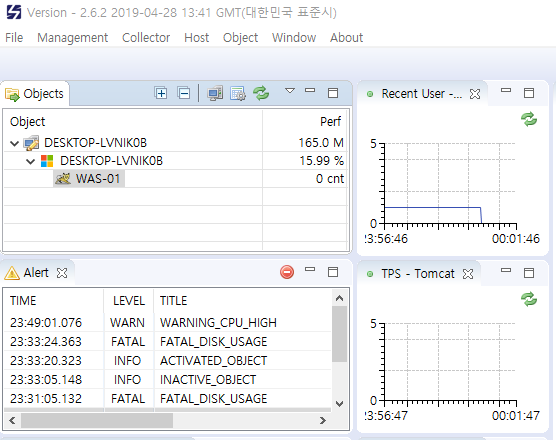 Version - 2.6.2 2019-04-28 13:41 GMT(대한민국 표준시)
File Management Collector Host Object Window About
Objects
Object Perf
DESKTOP-LVNIK0B 165.0 M
DESKTOP-LVNIK0B 15.99 %
WAS-01 0 cnt
Recent User -...
5
0
23:56:46 00:01:46
Alert
TIME LEVEL TITLE
23:49:01.076 WARN WARNING_CPU_HIGH
23:33:24.363 FATAL FATAL_DISK_USAGE
23:33:20.323 INFO ACTIVATED_OBJECT
23:33:05.148 INFO INACTIVE_OBJECT
23:31:05.132 FATAL FATAL_DISK_USAGE
TPS - Tomcat
5
0
23:56:47 00:01:47